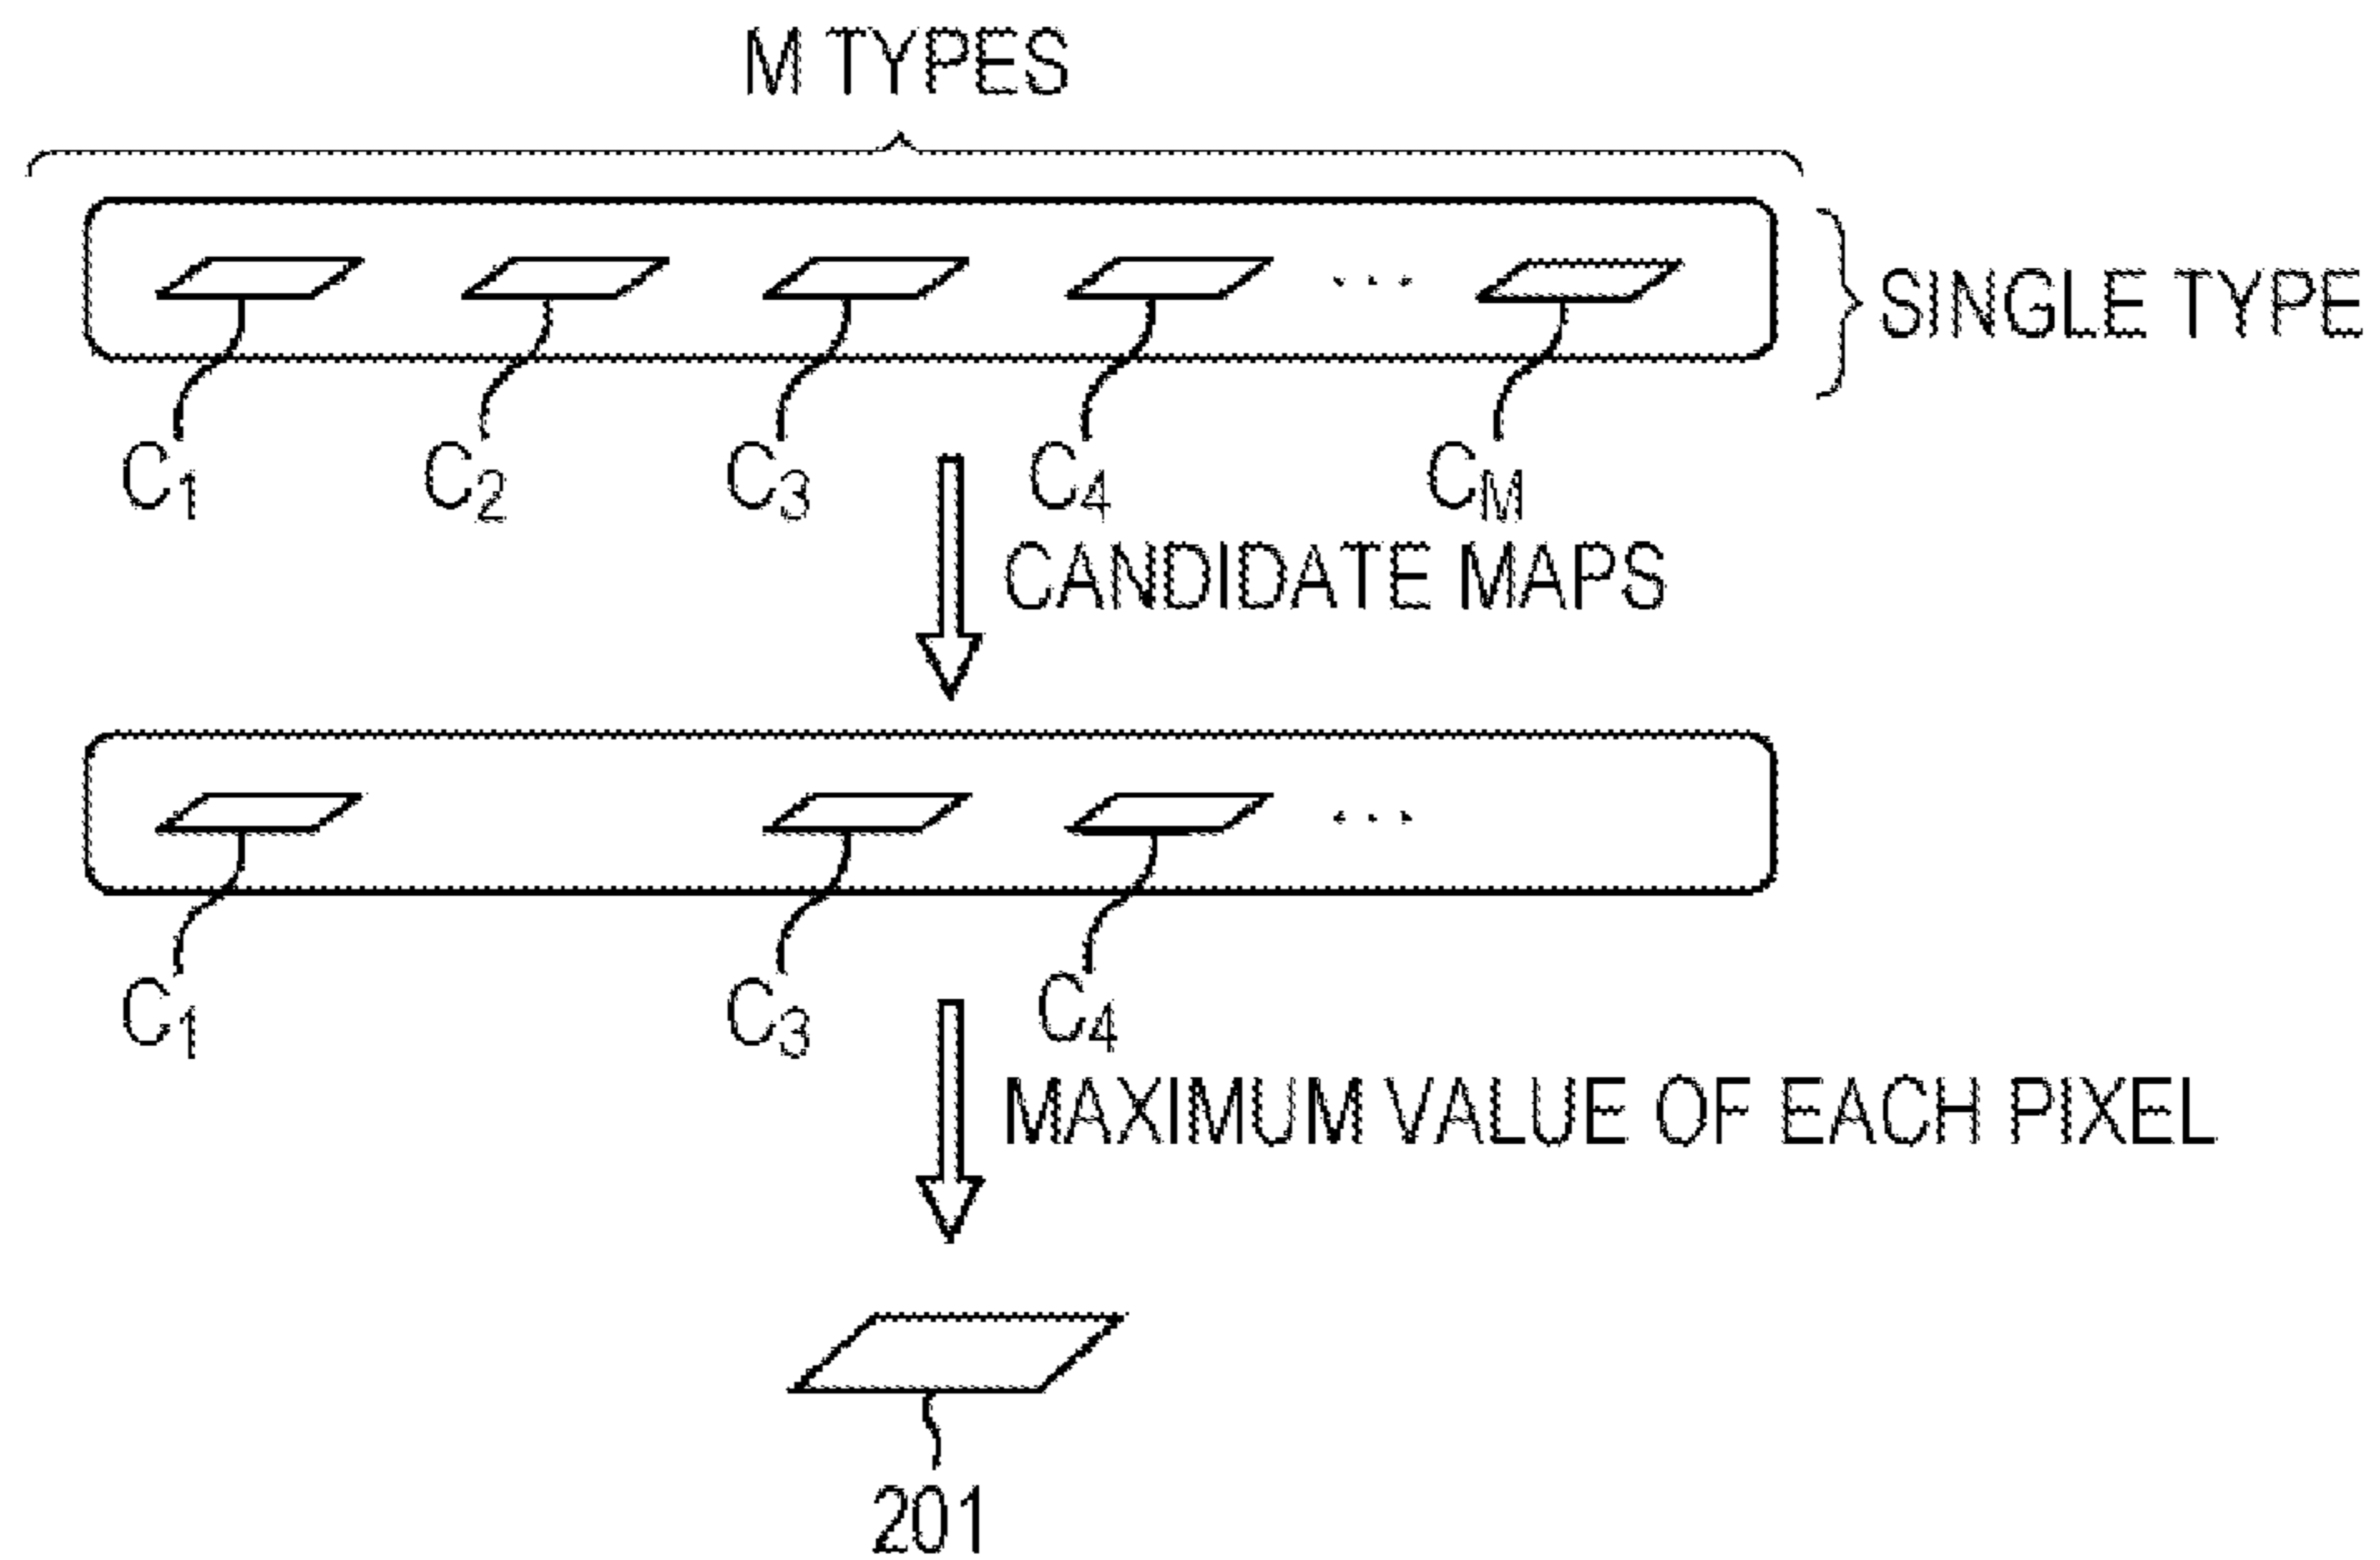 M TYPES
SINGLE TYPE
C1 C2 C3 C4 ... CM
CANDIDATE MAPS
...
C1 C3 C4
MAXIMUM VALUE OF EACH PIXEL
201